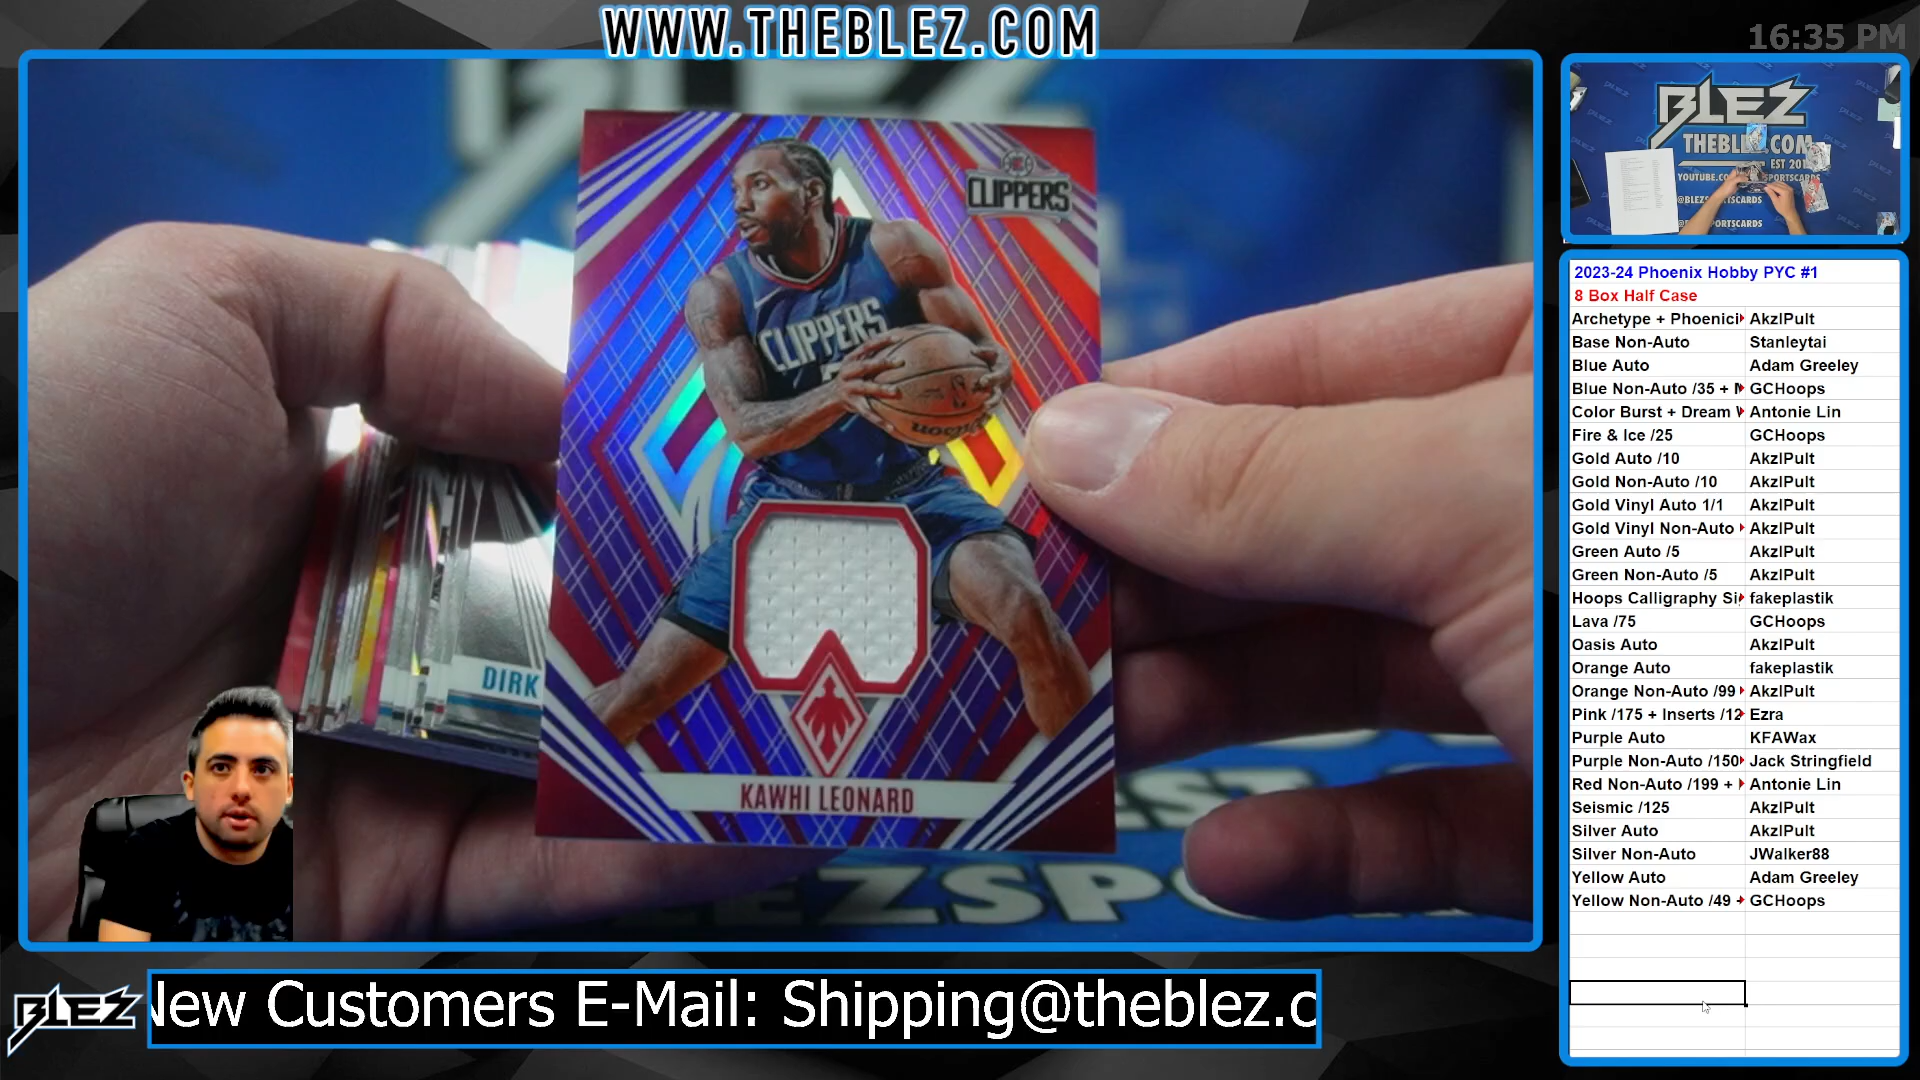 WWW.THEBLEZ.COM
16:35 PM
CLIPPERS
CLIPPERS
DIRK
KAWHI LEONARD
BLEZ
THEBLEZ.COM
2023-24 Phoenix Hobby PYC #1
8 Box Half Case
Archetype + Phoenici AkzlPult
Base Non-Auto Stanleytai
Blue Auto Adam Greeley
Blue Non-Auto /35 + GCHoops
Color Burst + Dream Antonie Lin
Fire & Ice /25 GCHoops
Gold Auto /10 AkzlPult
Gold Non-Auto /10 AkzlPult
Gold Vinyl Auto 1/1 AkzlPult
Gold Vinyl Non-Auto AkzlPult
Green Auto /5 AkzlPult
Green Non-Auto /5 AkzlPult
Hoops Calligraphy Si fakeplastik
Lava /75 GCHoops
Oasis Auto AkzlPult
Orange Auto fakeplastik
Orange Non-Auto /99 AkzlPult
Pink /175 + Inserts /12 Ezra
Purple Auto KFAWax
Purple Non-Auto /150 Jack Stringfield
Red Non-Auto /199 + Antonie Lin
Seismic /125 AkzlPult
Silver Auto AkzlPult
Silver Non-Auto JWalker88
Yellow Auto Adam Greeley
Yellow Non-Auto /49 + GCHoops
BLEZ
New Customers E-Mail: Shipping@theblez.c